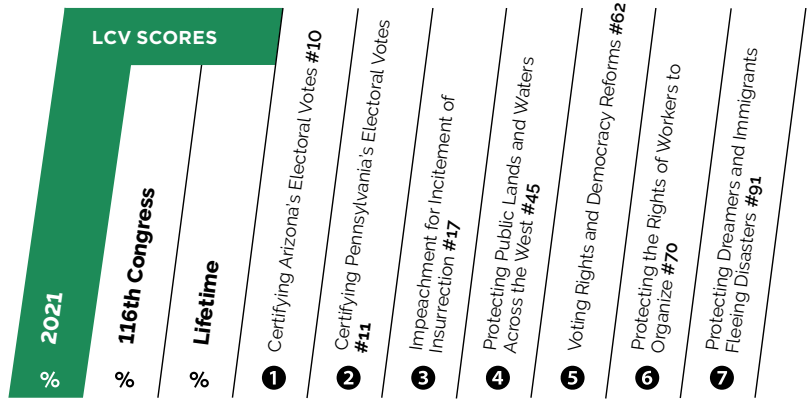 LCV SCORES
2021
%
116th Congress
%
Lifetime
%
Certifying Arizona's Electoral Votes #10
1
Certifying Pennsylvania's Electoral Votes
#11
2
Impeachment for Incitement of
Insurrection #17
3
Protecting Public Lands and Waters
Across the West #45
4
Voting Rights and Democracy Reforms #62
5
Protecting the Rights of Workers to
Organize #70
6
Protecting Dreamers and Immigrants
Fleeing Disasters #91
7